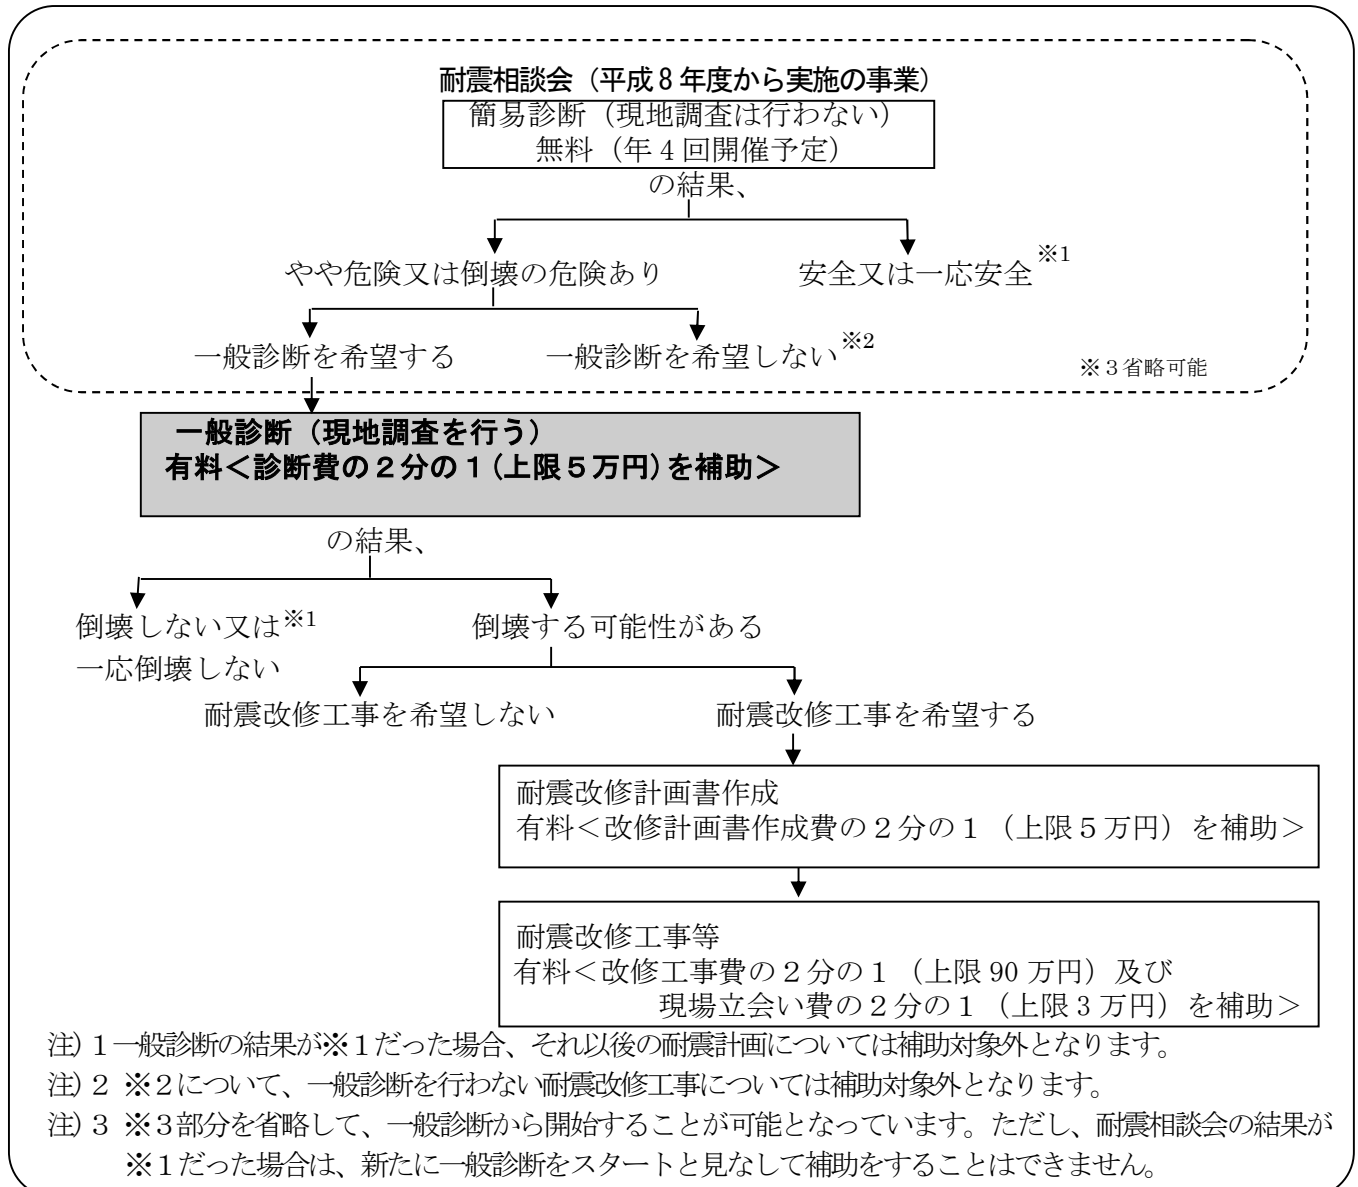 耐震相談会（平成８年度から実施の事業）
簡易診断（現地調査は行わない）
無料（年４回開催予定）
の結果、
やや危険又は倒壊の危険あり
安全又は一応安全※1
一般診断を希望する
一般診断を希望しない※2
※３省略可能
一般診断（現地調査を行う）
有料＜診断費の２分の１（上限５万円）を補助＞
の結果、
倒壊しない又は※1
一応倒壊しない
倒壊する可能性がある
耐震改修工事を希望しない
耐震改修工事を希望する
耐震改修計画書作成
有料＜改修計画書作成費の２分の１（上限５万円）を補助＞
耐震改修工事等
有料＜改修工事費の２分の１（上限 90 万円）及び
現場立会い費の２分の１（上限３万円）を補助＞
注）１一般診断の結果が※１だった場合、それ以後の耐震計画については補助対象外となります。
注）２ ※２について、一般診断を行わない耐震改修工事については補助対象外となります。
注）３ ※３部分を省略して、一般診断から開始することが可能となっています。ただし、耐震相談会の結果が
※１だった場合は、新たに一般診断をスタートと見なして補助をすることはできません。